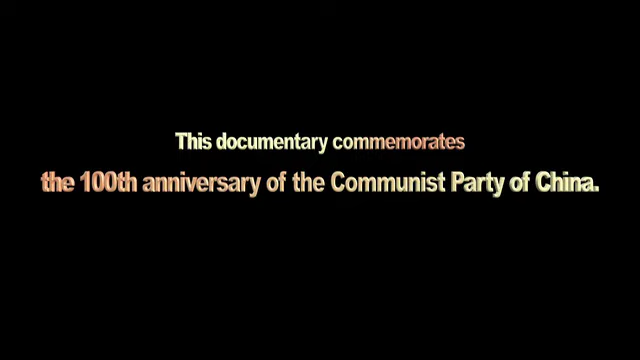 This documentary commemorates
the 100th anniversary of the Communist Party of China.